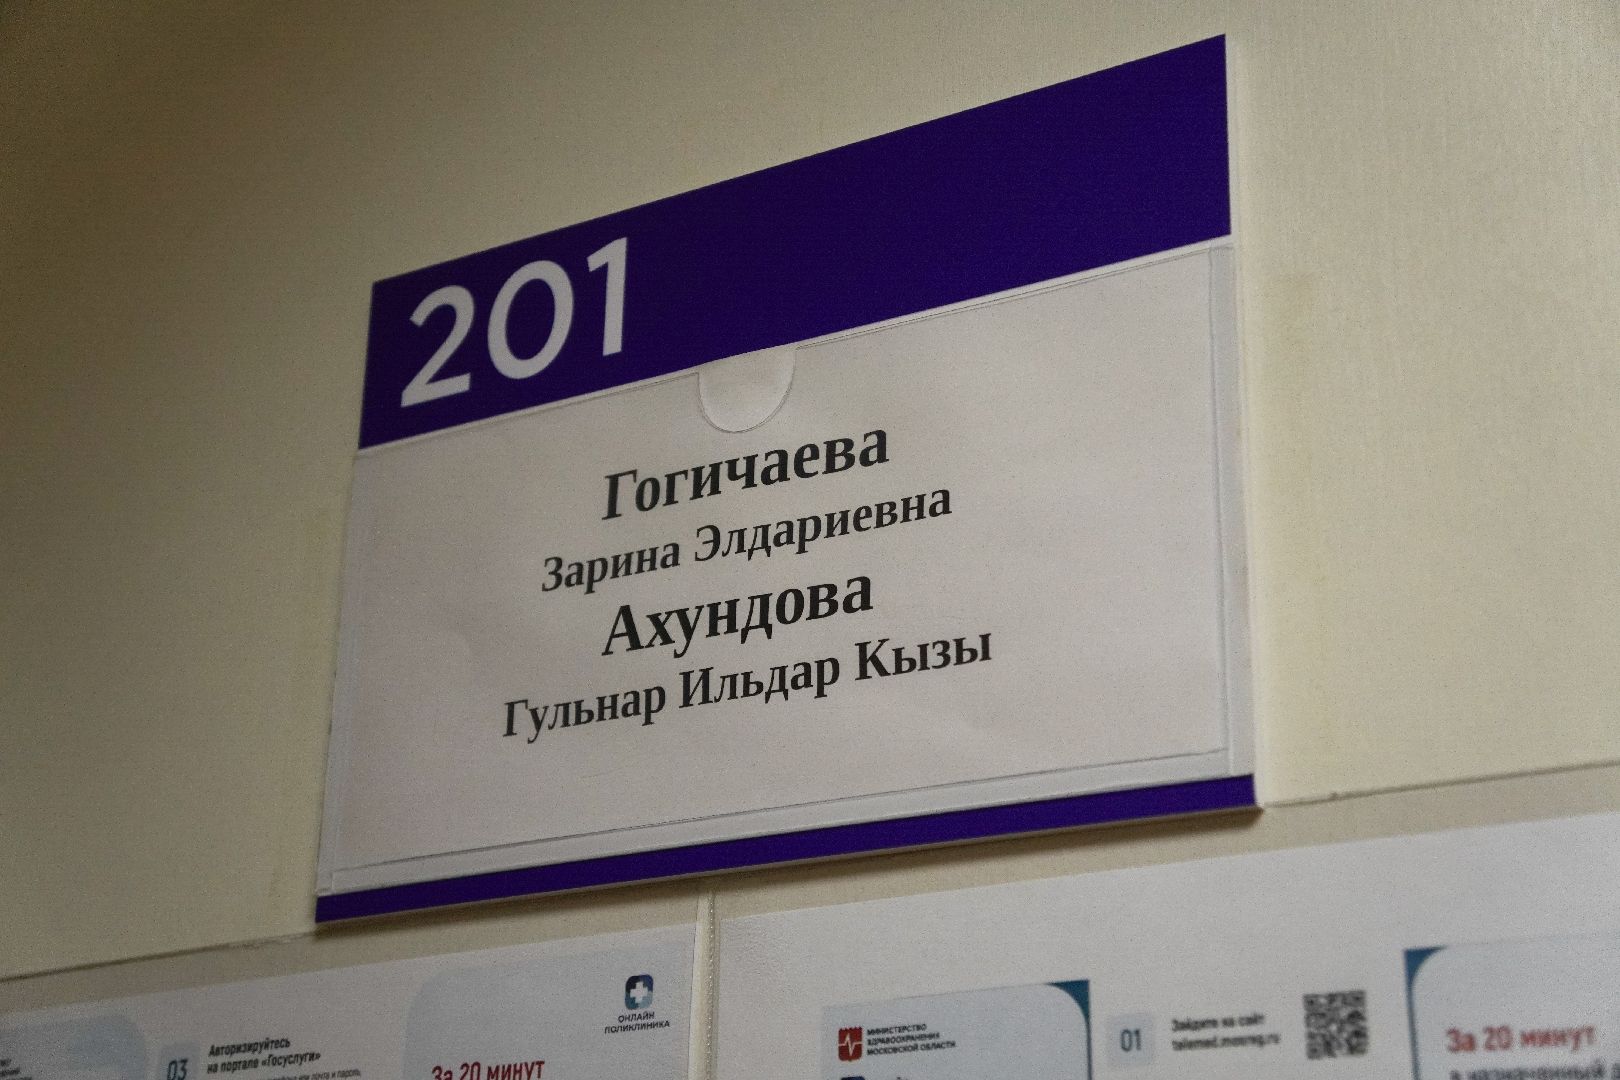 201
Гогичаева
Зарина Элдариевна
Ахундова
Гульнар Ильдар Кызы
ОНЛАЙН
ПОЛИКЛИНИКА
03
Авторизируйтесь
на портале «Госуслуги»
За 20 минут
МИНИСТЕРСТВО
ЗДРАВООХРАНЕНИЯ
МОСКОВСКОЙ ОБЛАСТИ
01
Зайдите на сайт
telemed.mosreg.ru
За 20 минут
в назначенный